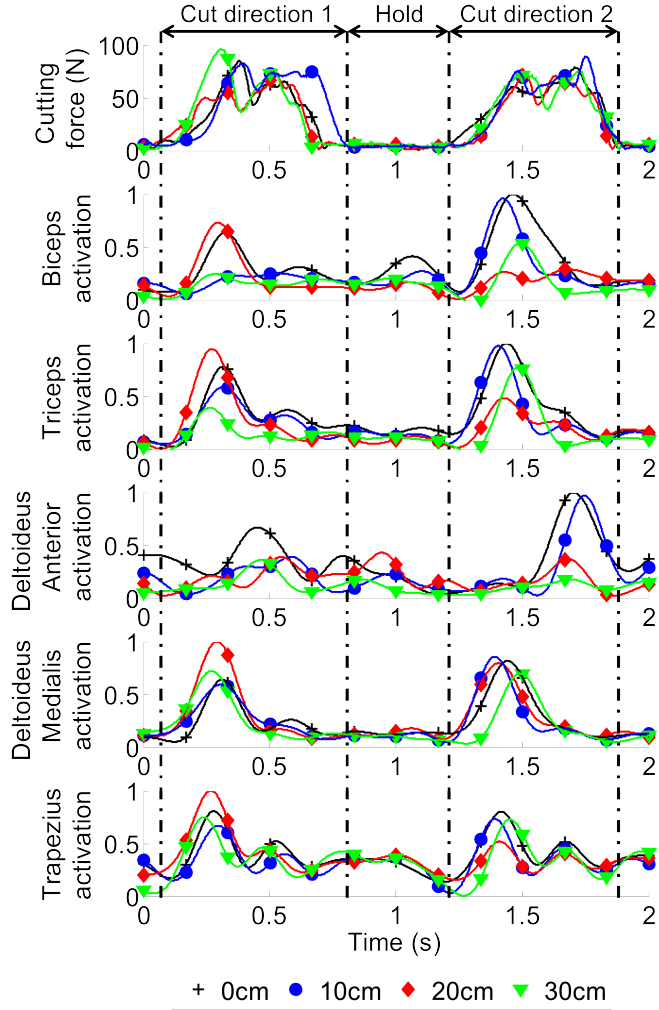 Cut direction 1 Hold Cut direction 2
Cutting
force (N)
100
50
0
0 0.5 1 1.5 2
Biceps
activation
1
0.5
0
0 0.5 1 1.5 2
Triceps
activation
1
0.5
0
0 0.5 1 1.5 2
Deltoideus
Anterior
activation
1
0.5
0
0 0.5 1 1.5 2
Deltoideus
Medialis
activation
1
0.5
0
0 0.5 1 1.5 2
Trapezius
activation
1
0.5
0
0 0.5 1 1.5 2
Time (s)
0cm 10cm 20cm 30cm